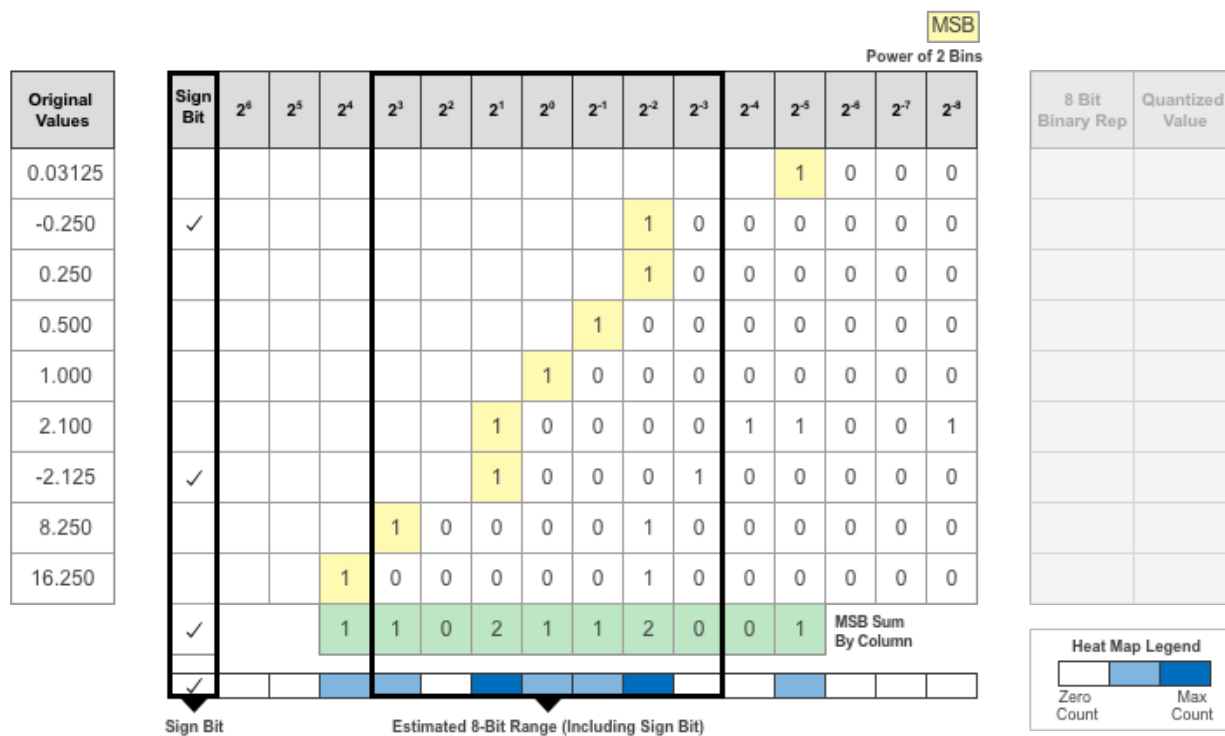 MSB
Power of 2 Bins
Original Values Sign Bit 2⁶ 2⁵ 2⁴ 2³ 2² 2¹ 2⁰ 2⁻¹ 2⁻² 2⁻³ 2⁻⁴ 2⁻⁵ 2⁻⁶ 2⁻⁷ 2⁻⁸ 8 Bit Binary Rep Quantized Value
0.03125 1 0 0 0
-0.250 ✓ 1 0 0 0 0 0 0
0.250 1 0 0 0 0 0 0
0.500 1 0 0 0 0 0 0 0
1.000 1 0 0 0 0 0 0 0 0
2.100 1 0 0 0 0 1 1 0 0 1
-2.125 ✓ 1 0 0 0 1 0 0 0 0 0
8.250 1 0 0 0 0 1 0 0 0 0 0 0
16.250 1 0 0 0 0 0 1 0 0 0 0 0 0
✓ 1 1 0 2 1 1 2 0 0 1 MSB Sum By Column
✓
Sign Bit
Estimated 8-Bit Range (Including Sign Bit)
Heat Map Legend
Zero Count Max Count